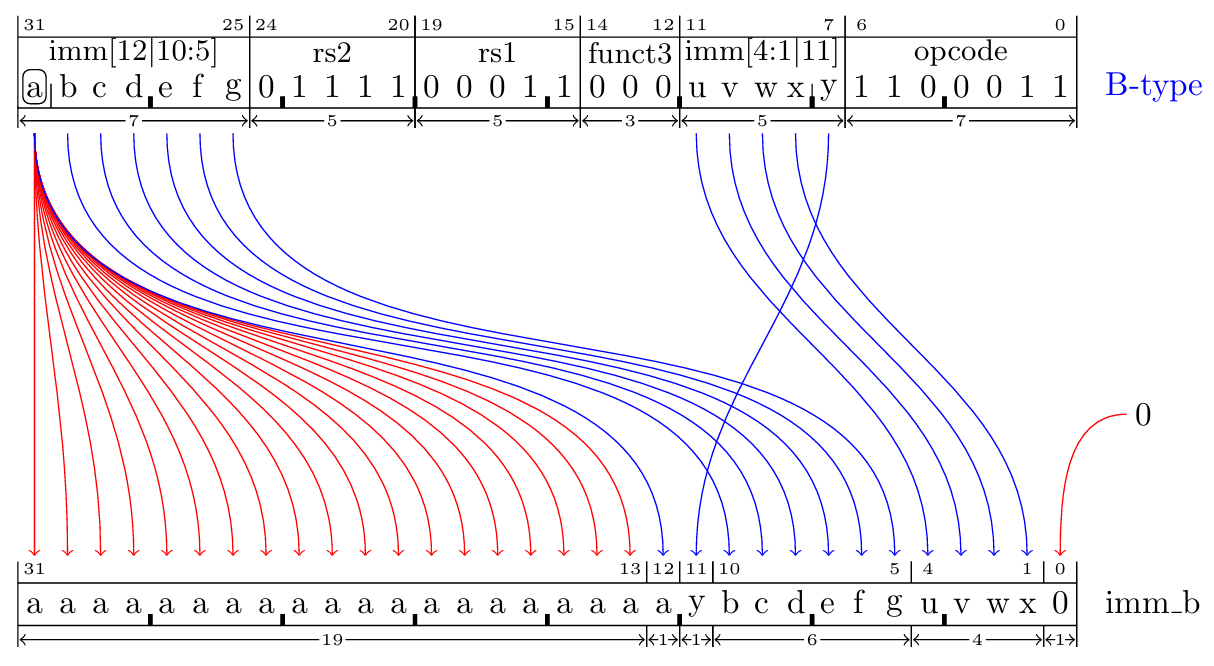 31 25 24 20 19 15 14 12 11 7 6 0
imm[12|10:5] rs2 rs1 funct3 imm[4:1|11] opcode
a b c d e f g 0 1 1 1 1 0 0 0 1 1 0 0 0 u v w x y 1 1 0 0 0 1 1 B-type
7 5 5 3 5 7
0
31 13 12 11 10 5 4 1 0
a a a a a a a a a a a a a a a a a a a a y b c d e f g u v w x 0 imm_b
19 1 1 6 4 1